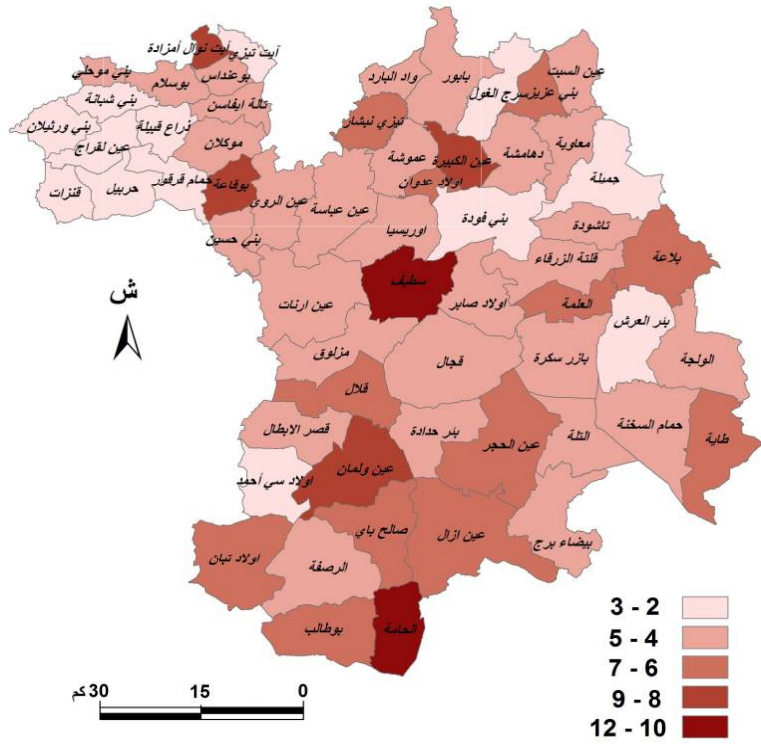 أيت نوال أمزادة
آيت تيزي
بني موحلي
بوسلام
بوعنداس
بني شبانة
تالة ايفاسن
بني ورثيلان
ذراع قبيلة
موكلان
عين لقراج
قنزات
حربيل
حمام قرقور
بوقاعة
بني حسين
عين الروي
عين عباسة
واد البارد
بابور
سرج الغول
بني عزيز
عين السبت
تيزي نبشار
عموشة
عين الكبيرة
اولاد عدوان
دهامشة
معاوية
جميلة
بني فودة
اوريسيا
تاشودة
بلاعة
قلتة الزرقاء
سطيف
اولاد صابر
العلمة
بئر العرش
الولجة
عين ارنات
مزلوق
قجال
بازر سكرة
قلال
قصر الابطال
بئر حدادة
عين الحجر
التلة
حمام السخنة
طاية
عين ولمان
اولاد سي أحمد
صالح باي
عين ازال
بيضاء برج
اولاد تبان
الرصفة
بوطالب
الحامة
ش
3 - 2
5 - 4
7 - 6
9 - 8
12 - 10
30 كم
15
0